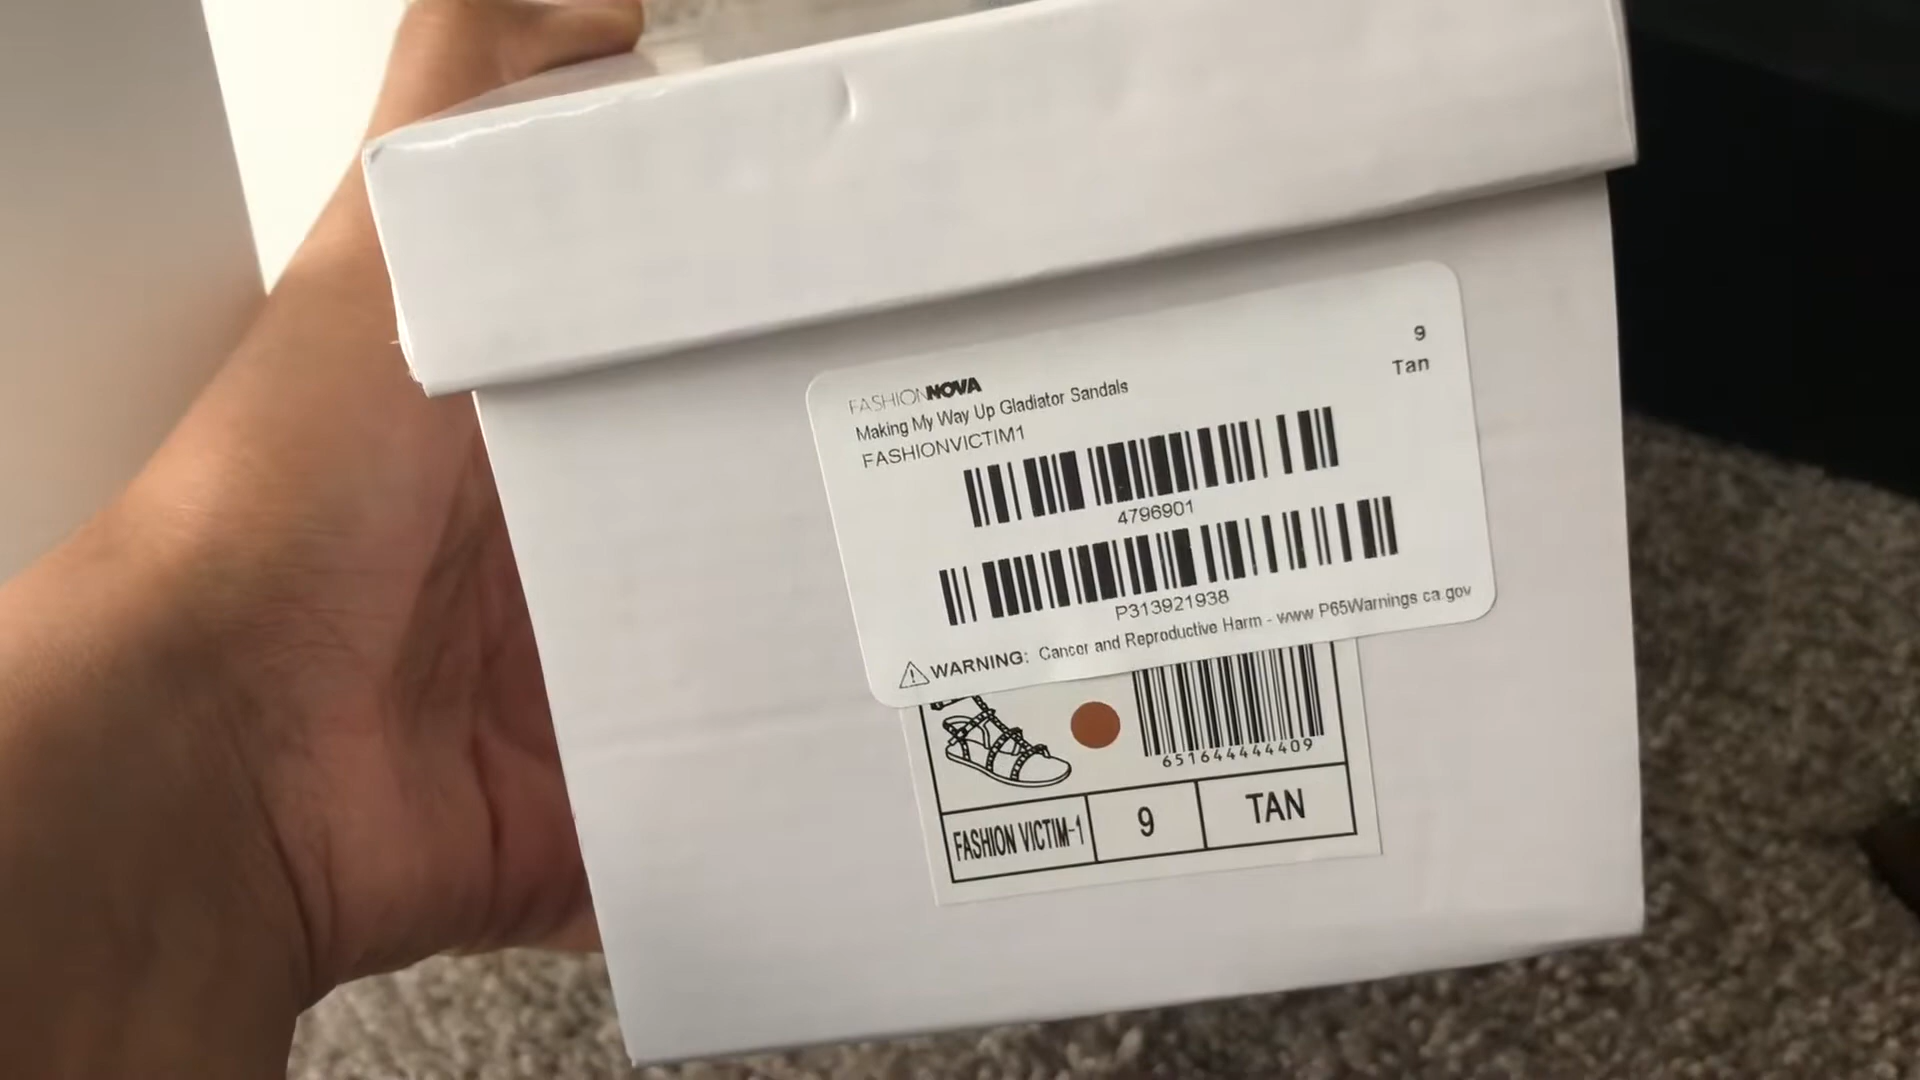 9
Tan
FASHIONNOVA
Making My Way Up Gladiator Sandals
FASHIONVICTIM1
4796901
P313921938
WARNING: Cancer and Reproductive Harm - www P65Warnings ca.gov
651644444409
FASHION VICTIM-1 9 TAN